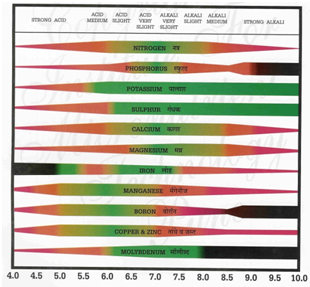 STRONG ACID
ACID MEDIUM
ACID SLIGHT
ACID VERY SLIGHT
ALKALI VERY SLIGHT
ALKALI SLIGHT
ALKALI MEDIUM
STRONG ALKALI
NITROGEN नत्र
PHOSPHORUS स्फुरद
POTASSIUM पालाश
SULPHUR गंधक
CALCIUM
MAGNESIUM मग्न
IRON लोह
MANGANESE मंगेनीज
BORON बोरॉन
COPPER & ZINC तांबे व जस्त
MOLYBDENUM
4.0 4.5 5.0 5.5 6.0 6.5 7.0 7.5 8.0 8.5 9.0 9.5 10.0